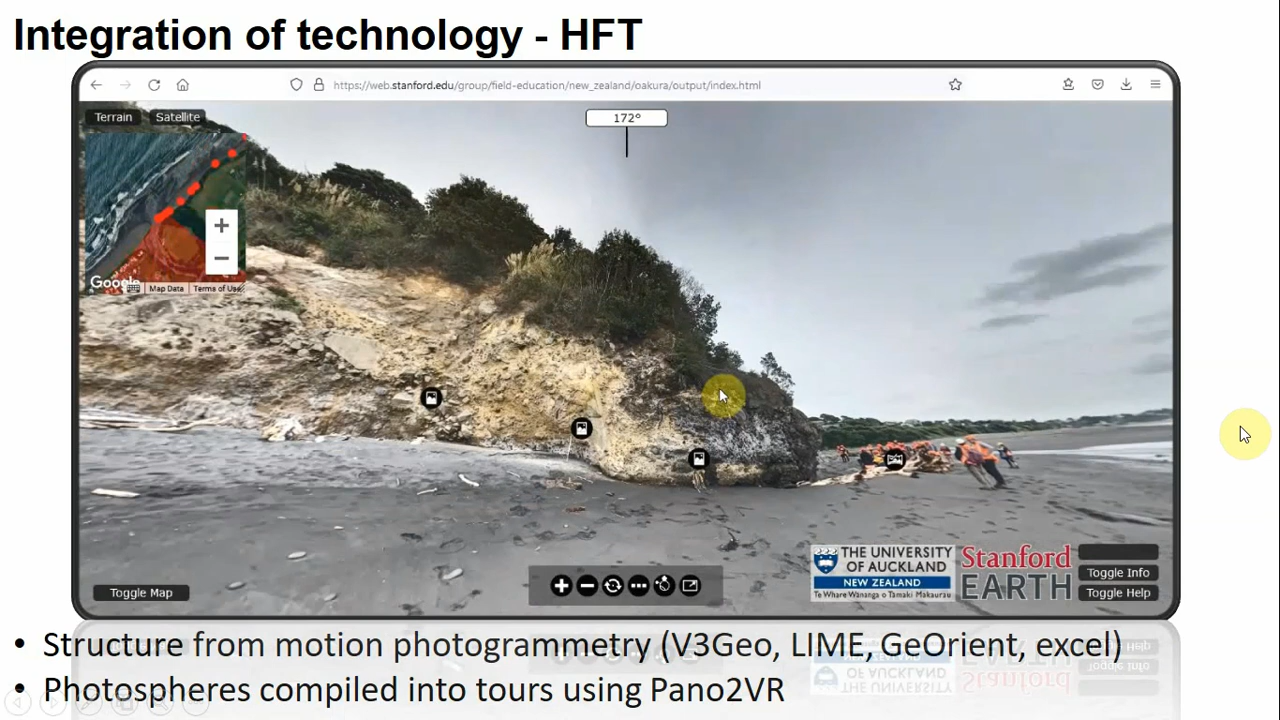 Integration of technology - HFT
https://web.stanford.edu/group/field-education/new_zealand/oakura/output/index.html
Terrain
Satellite
172°
Google
Map Data
Terms of Use
THE UNIVERSITY
OF AUCKLAND
NEW ZEALAND
Te Whare Wānanga o Tāmaki Makaurau
Stanford
EARTH
Toggle Info
Toggle Help
Toggle Map
• Structure from motion photogrammetry (V3Geo, LIME, GeOrient, excel)
• Photospheres compiled into tours using Pano2VR